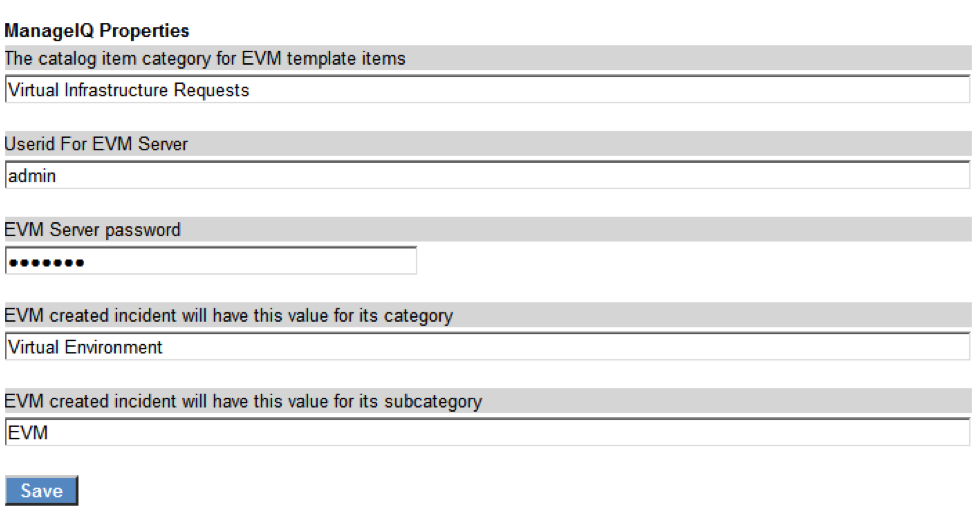 ManageIQ Properties
The catalog item category for EVM template items
Virtual Infrastructure Requests
Userid For EVM Server
admin
EVM Server password
•••••••
EVM created incident will have this value for its category
Virtual Environment
EVM created incident will have this value for its subcategory
EVM
Save